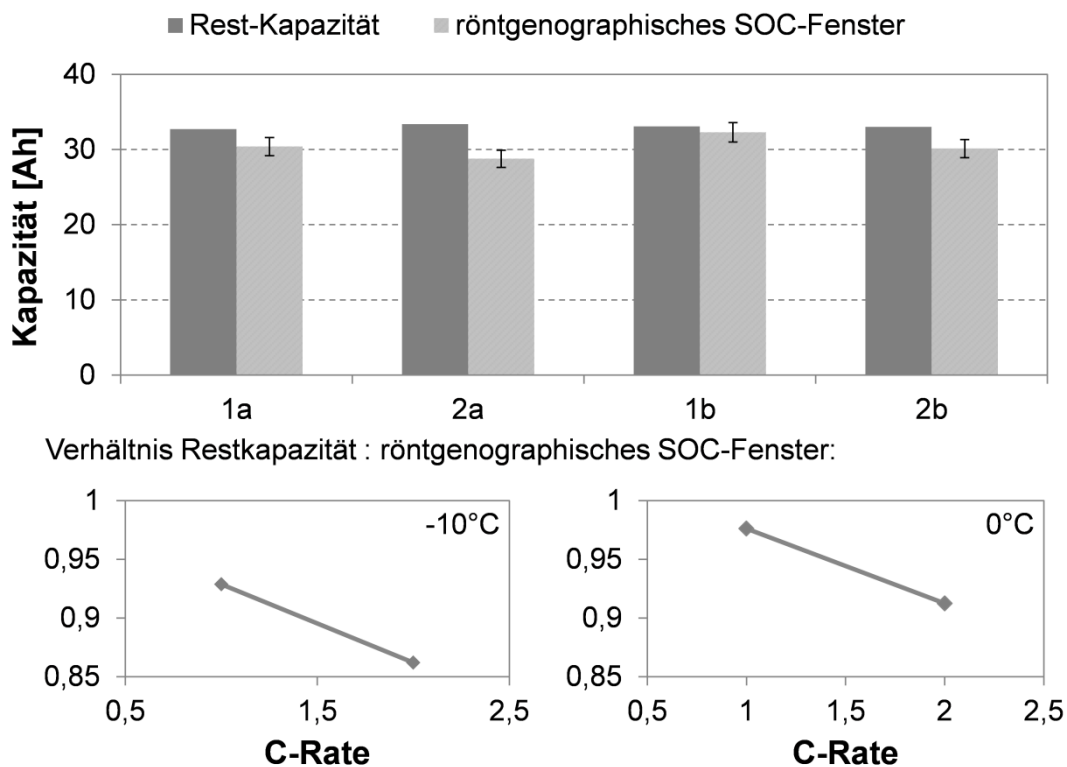 Rest-Kapazität röntgenographisches SOC-Fenster
Kapazität [Ah]
40
30
20
10
0
1a 2a 1b 2b
Verhältnis Restkapazität : röntgenographisches SOC-Fenster:
1
0,95
0,9
0,85
-10°C
0,5 1,5 2,5
C-Rate
1
0,95
0,9
0,85
0°C
0,5 1 1,5 2 2,5
C-Rate